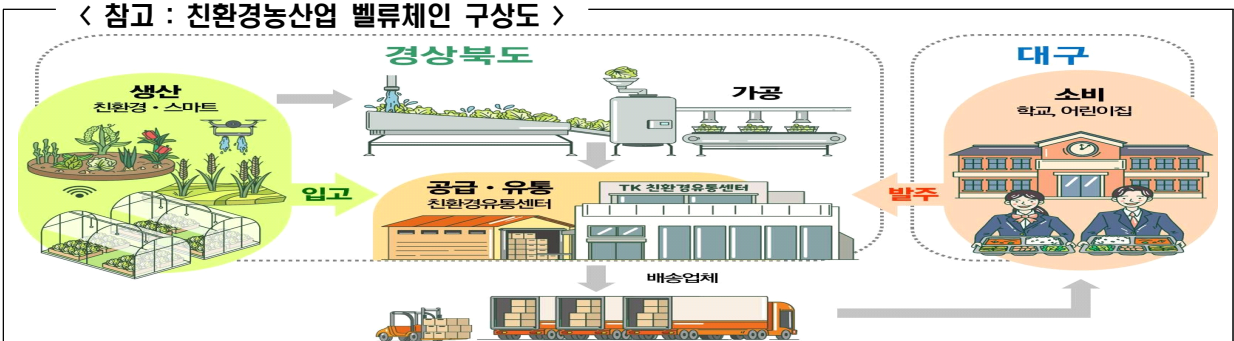 < 참고 : 친환경농산업 벨류체인 구상도 >
경상북도
대구
생산
친환경・스마트
가공
소비
학교, 어린이집
입고
공급・유통
친환경유통센터
TK 친환경유통센터
발주
배송업체